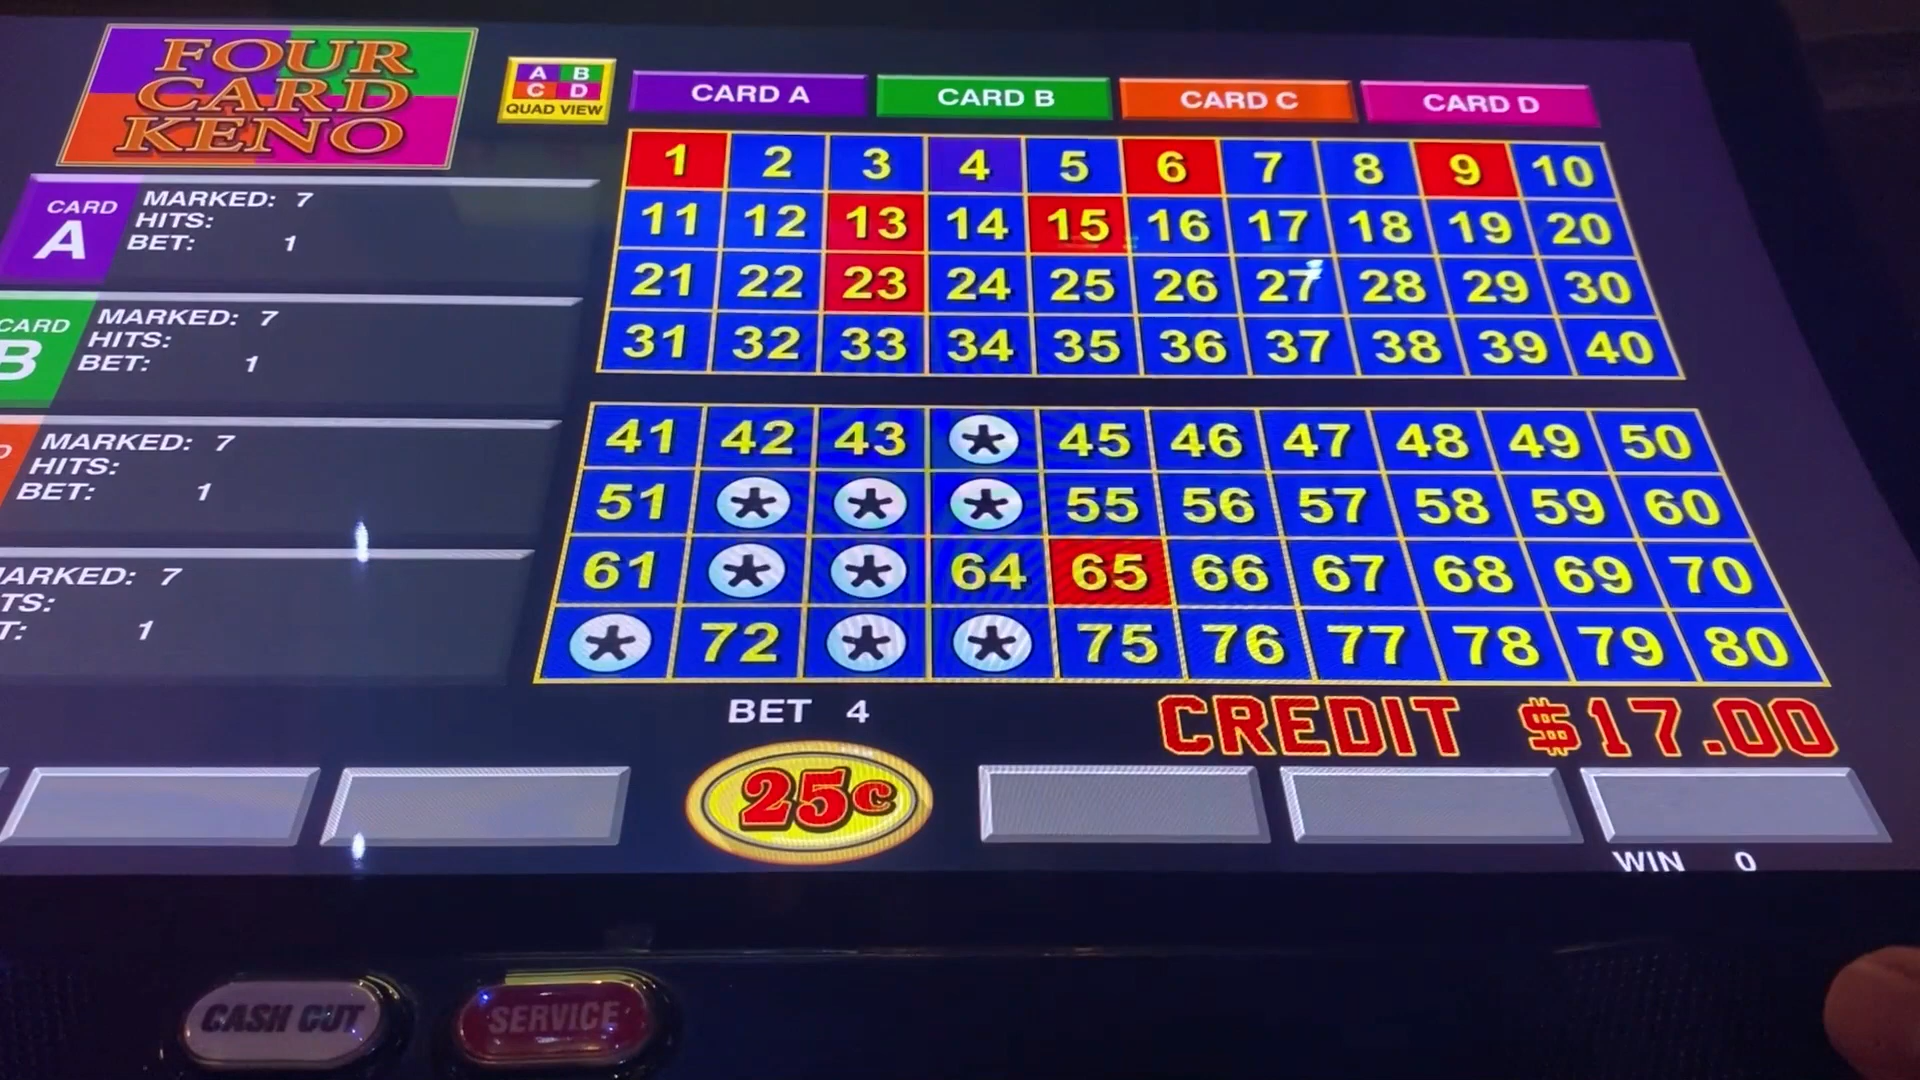 FOUR
CARD
KENO
A B
C D
QUAD VIEW
CARD A
CARD B
CARD C
CARD D
CARD
A
MARKED: 7
HITS:
BET: 1
CARD
B
MARKED: 7
HITS:
BET: 1
MARKED: 7
HITS:
BET: 1
ARKED: 7
TS:
T: 1
1 2 3 4 5 6 7 8 9 10
11 12 13 14 15 16 17 18 19 20
21 22 23 24 25 26 27 28 29 30
31 32 33 34 35 36 37 38 39 40
41 42 43 45 46 47 48 49 50
51 55 56 57 58 59 60
61 64 65 66 67 68 69 70
72 75 76 77 78 79 80
BET 4
CREDIT $17.00
25¢
WIN 0
CASH OUT
SERVICE